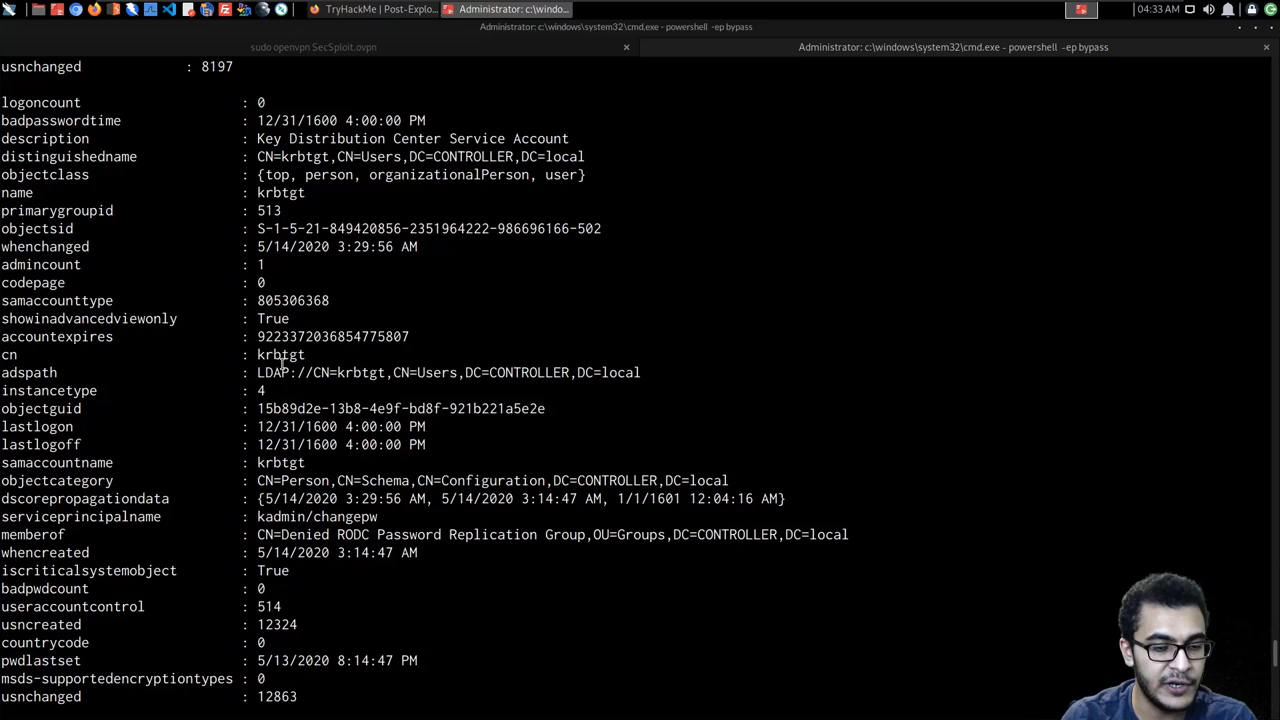 TryHackMe | Post-Explo...
Administrator: c:\windo...
04:33 AM
Administrator: c:\windows\system32\cmd.exe - powershell -ep bypass
sudo openvpn SecSploit.ovpn
Administrator: c:\windows\system32\cmd.exe - powershell -ep bypass
usnchanged : 8197
logoncount : 0
badpasswordtime : 12/31/1600 4:00:00 PM
description : Key Distribution Center Service Account
distinguishedname : CN=krbtgt,CN=Users,DC=CONTROLLER,DC=local
objectclass : {top, person, organizationalPerson, user}
name : krbtgt
primarygroupid : 513
objectsid : S-1-5-21-849420856-2351964222-986696166-502
whenchanged : 5/14/2020 3:29:56 AM
admincount : 1
codepage : 0
samaccounttype : 805306368
showinadvancedviewonly : True
accountexpires : 9223372036854775807
cn : krbtgt
adspath : LDAP://CN=krbtgt,CN=Users,DC=CONTROLLER,DC=local
instancetype : 4
objectguid : 15b89d2e-13b8-4e9f-bd8f-921b221a5e2e
lastlogon : 12/31/1600 4:00:00 PM
lastlogoff : 12/31/1600 4:00:00 PM
samaccountname : krbtgt
objectcategory : CN=Person,CN=Schema,CN=Configuration,DC=CONTROLLER,DC=local
dscorepropagationdata : {5/14/2020 3:29:56 AM, 5/14/2020 3:14:47 AM, 1/1/1601 12:04:16 AM}
serviceprincipalname : kadmin/changepw
memberof : CN=Denied RODC Password Replication Group,OU=Groups,DC=CONTROLLER,DC=local
whencreated : 5/14/2020 3:14:47 AM
iscriticalsystemobject : True
badpwdcount : 0
useraccountcontrol : 514
usncreated : 12324
countrycode : 0
pwdlastset : 5/13/2020 8:14:47 PM
msds-supportedencryptiontypes : 0
usnchanged : 12863